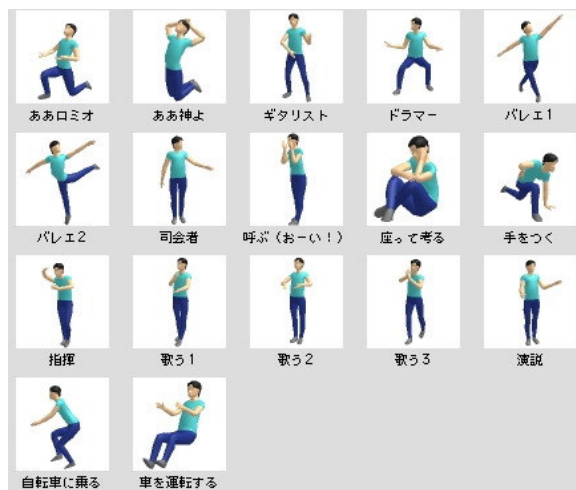 ああロミオ
ああ神よ
ギタリスト
ドラマー
バレエ1
バレエ2
司会者
呼ぶ(おーい!)
座って考る
手をつく
指揮
歌う1
歌う2
歌う3
演説
自転車に乗る
車を運転する